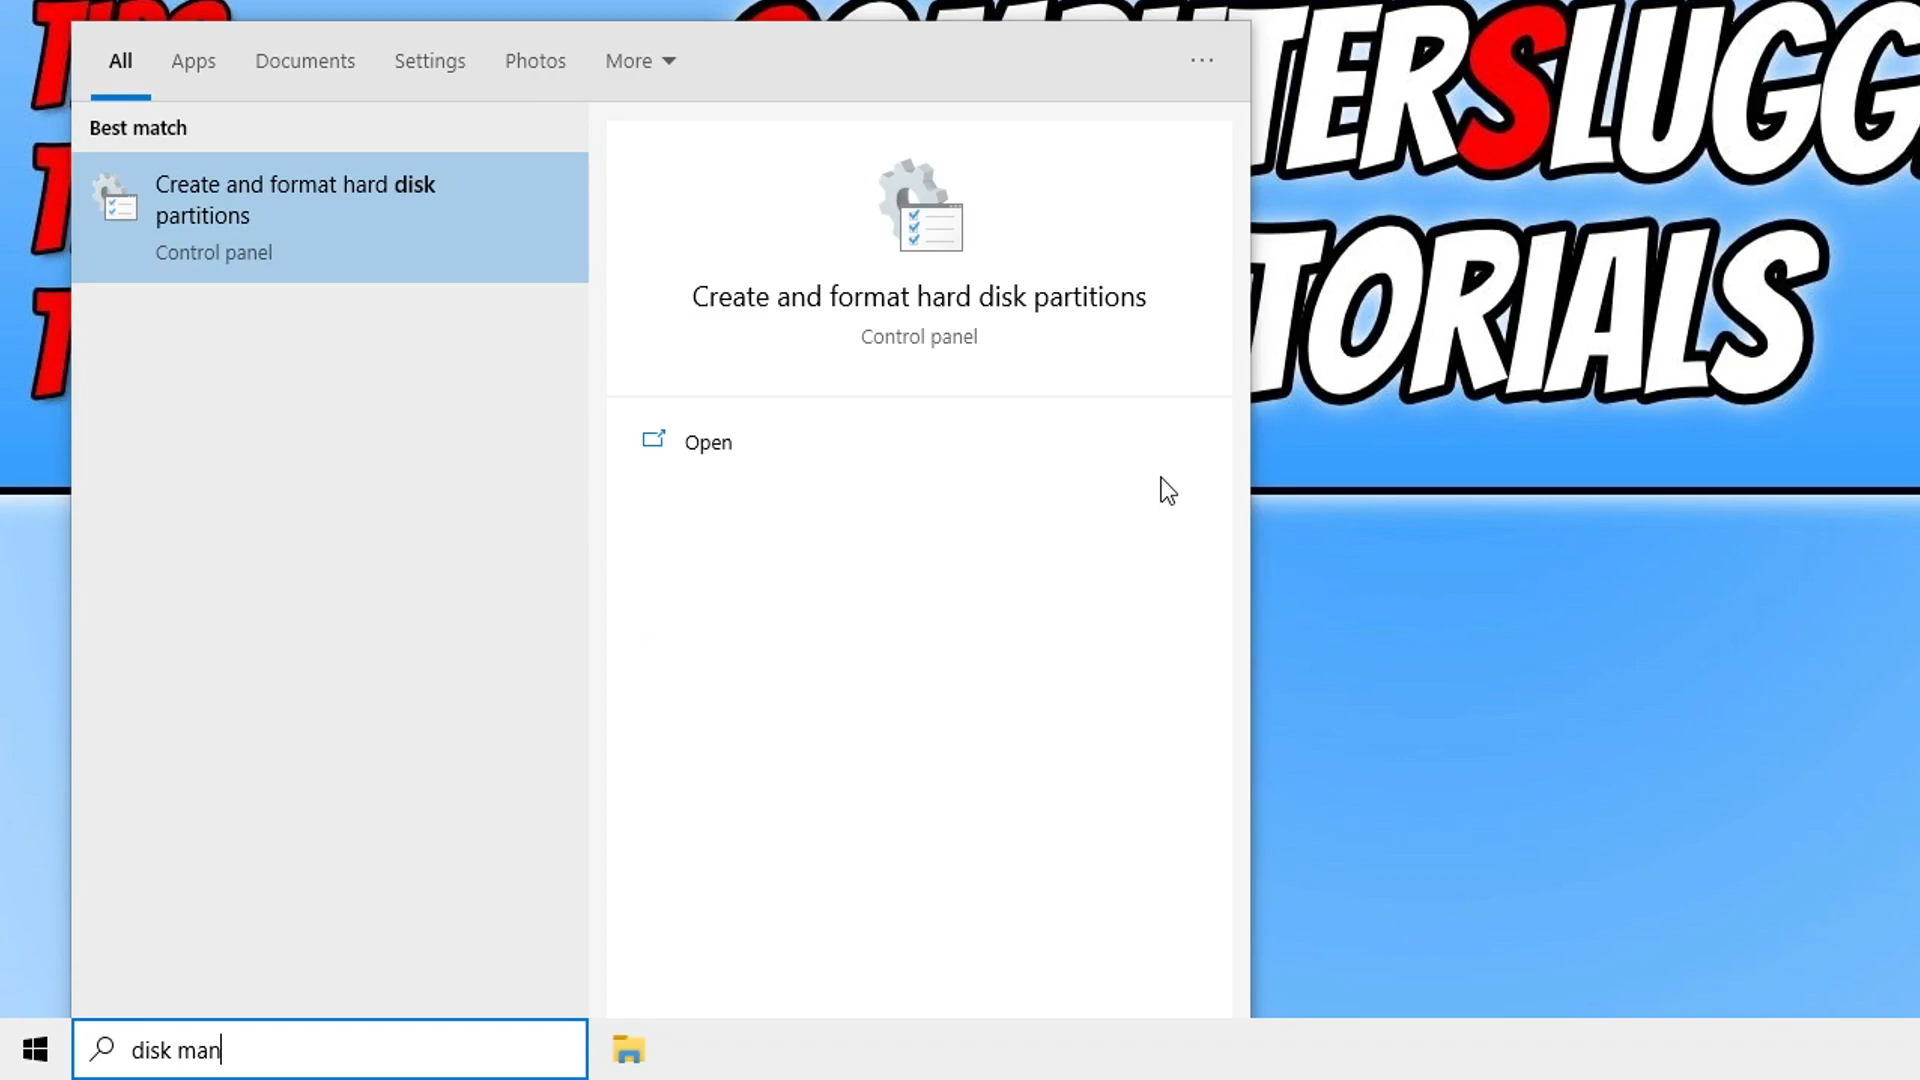 TIPS
All Apps Documents Settings Photos More ...
Best match
Create and format hard disk
partitions
Control panel
Create and format hard disk partitions
Control panel
Open
TERSLUGG
TORIALS
disk man